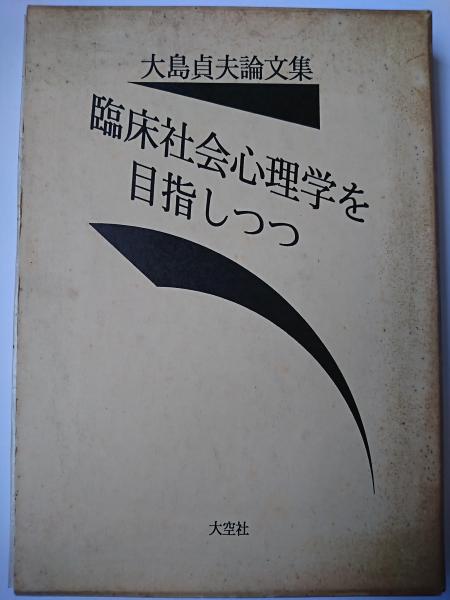 大島貞夫論文集
臨床社会心理学を
目指しつつ
大空社